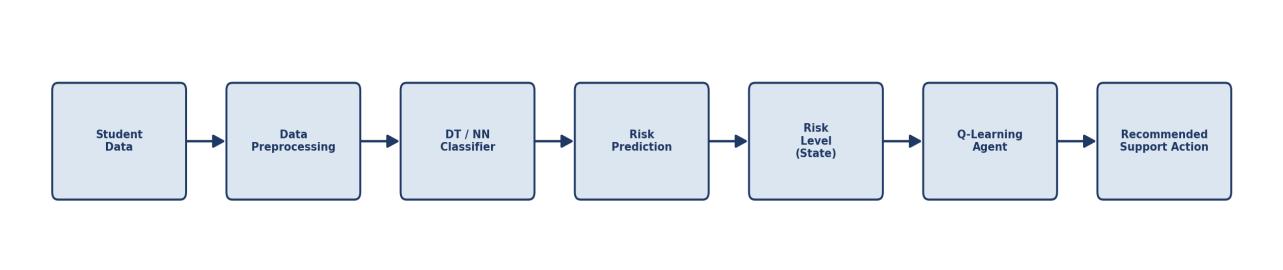 Student
Data
Data
Preprocessing
DT / NN
Classifier
Risk
Prediction
Risk
Level
(State)
Q-Learning
Agent
Recommended
Support Action